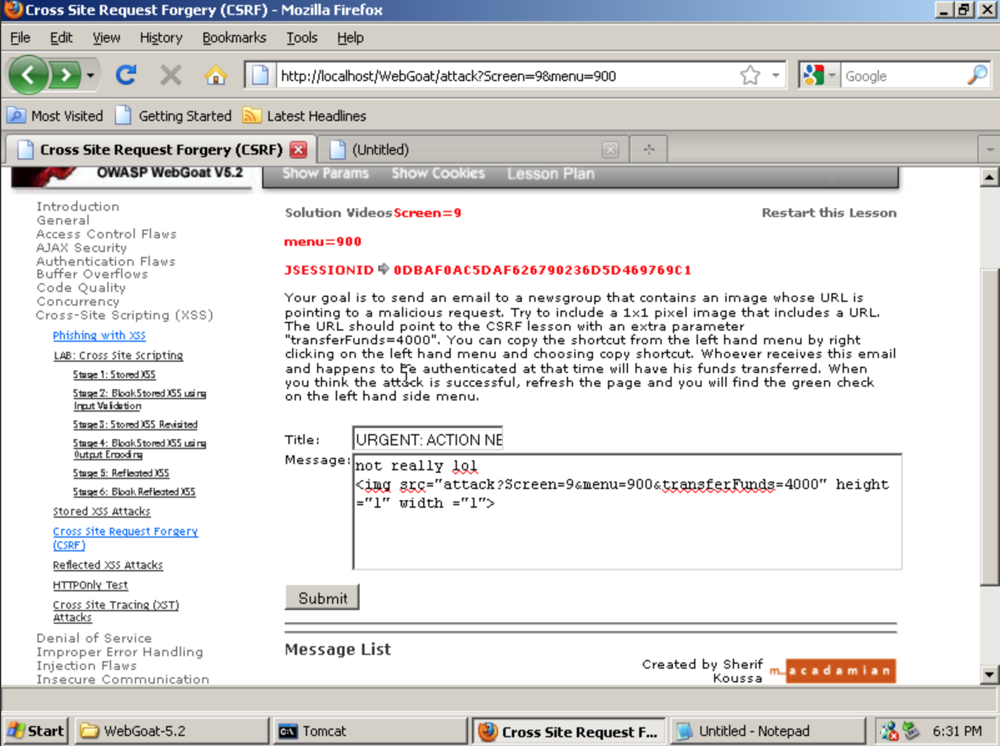 Cross Site Request Forgery (CSRF) - Mozilla Firefox
File Edit View History Bookmarks Tools Help
http://localhost/WebGoat/attack?Screen=9&menu=900
Google
Most Visited Getting Started Latest Headlines
Cross Site Request Forgery (CSRF) (Untitled)
OWASP WebGoat V5.2 Show Params Show Cookies Lesson Plan
Introduction
General
Access Control Flaws
AJAX Security
Authentication Flaws
Buffer Overflows
Code Quality
Concurrency
Cross-Site Scripting (XSS)
Phishing with XSS
LAB: Cross Site Scripting
Stage 1: Stored XSS
Stage 2: Block Stored XSS using
Input Validation
Stage 3: Stored XSS Revisited
Stage 4: Block Stored XSS using
Output Encoding
Stage 5: Reflected XSS
Stage 6: Block Reflected XSS
Stored XSS Attacks
Cross Site Request Forgery
(CSRF)
Reflected XSS Attacks
HTTPOnly Test
Cross Site Tracing (XST)
Attacks
Denial of Service
Improper Error Handling
Injection Flaws
Insecure Communication
Solution Videos Screen=9 Restart this Lesson
menu=900
JSESSIONID 0DBAF0AC5DAF626790236D5D469769C1
Your goal is to send an email to a newsgroup that contains an image whose URL is
pointing to a malicious request. Try to include a 1x1 pixel image that includes a URL.
The URL should point to the CSRF lesson with an extra parameter
"transferFunds=4000". You can copy the shortcut from the left hand menu by right
clicking on the left hand menu and choosing copy shortcut. Whoever receives this email
and happens to be authenticated at that time will have his funds transferred. When
you think the attack is successful, refresh the page and you will find the green check
on the left hand side menu.
Title: URGENT: ACTION NE
Message: not really lol
<img src="attack?Screen=9&menu=900&transferFunds=4000" height
="1" width ="1">
Submit
Message List
Created by Sherif
Koussa
m_acadamian
Start WebGoat-5.2 Tomcat Cross Site Request F... Untitled - Notepad 6:31 PM